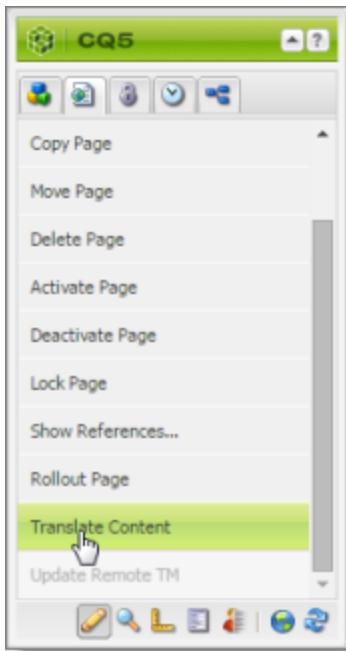 CQ5
?
Copy Page
Move Page
Delete Page
Activate Page
Deactivate Page
Lock Page
Show References...
Rollout Page
Translate Content
Update Remote TM